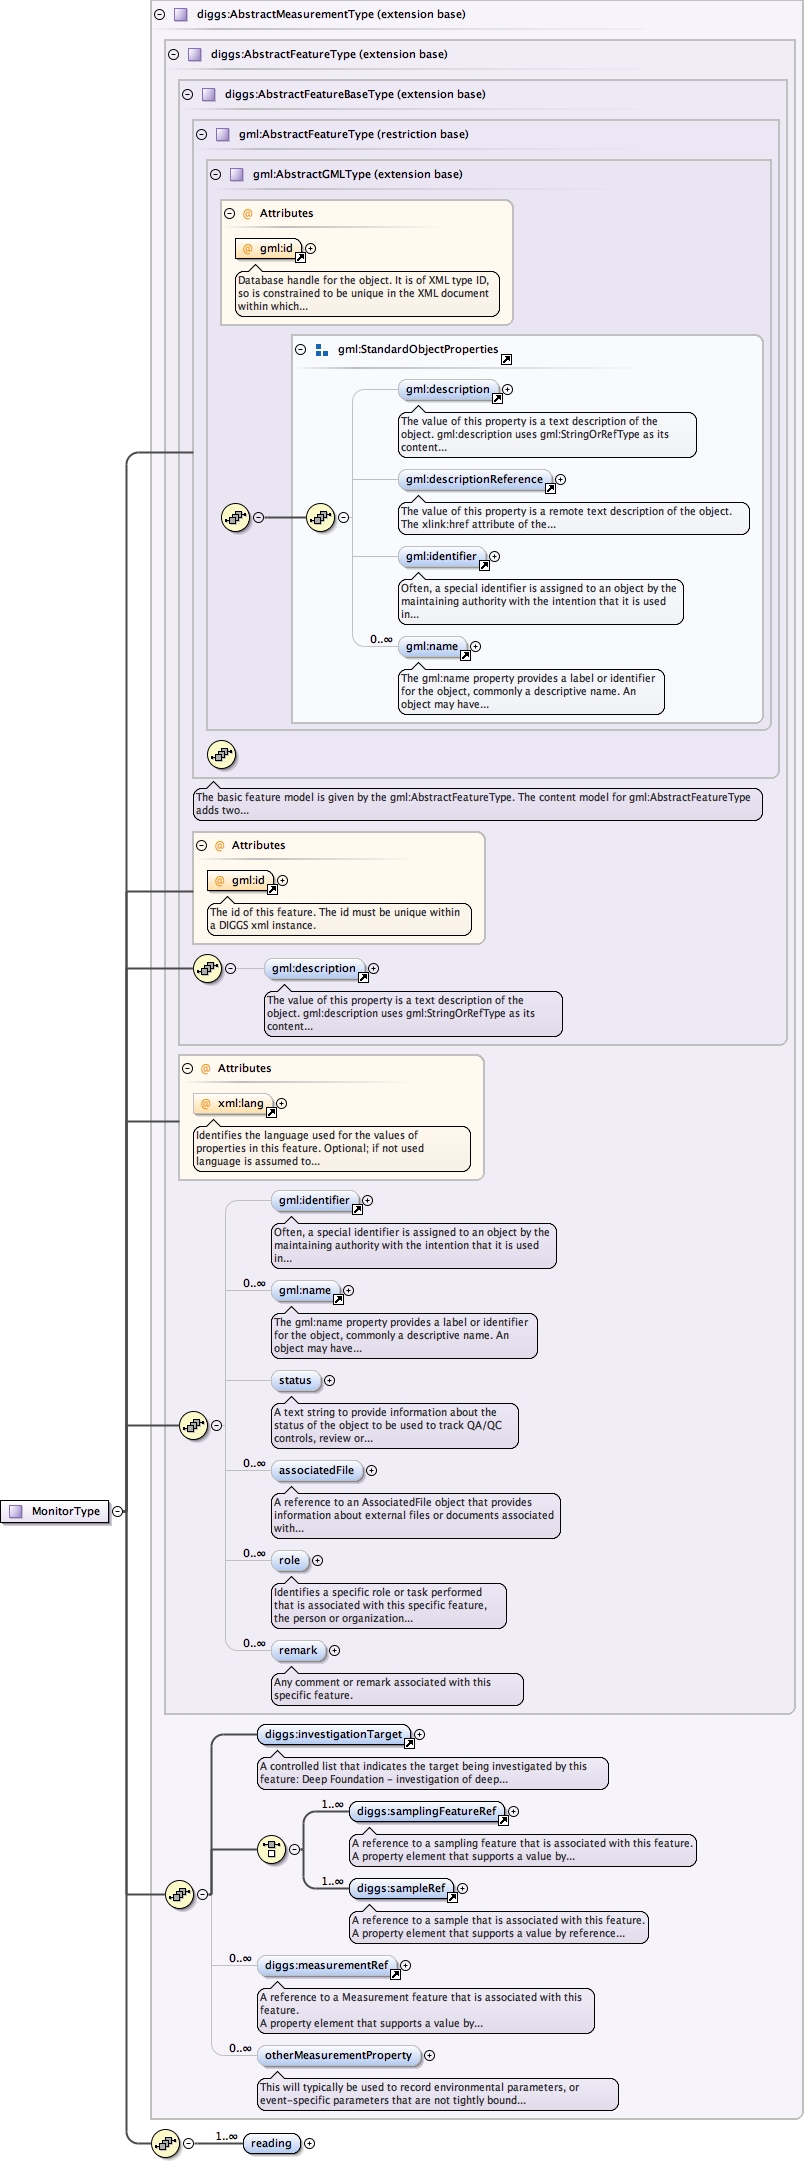 diggs:AbstractMeasurementType (extension base)
diggs:AbstractFeatureType (extension base)
diggs:AbstractFeatureBaseType (extension base)
gml:AbstractFeatureType (restriction base)
gml:AbstractGMLType (extension base)
@ Attributes
@ gml:id
Database handle for the object. It is of XML type ID,
so is constrained to be unique in the XML document
within which...
gml:StandardObjectProperties
gml:description
The value of this property is a text description of the
object. gml:description uses gml:StringOrRefType as its
content...
gml:descriptionReference
The value of this property is a remote text description of the object.
The xlink:href attribute of the...
gml:identifier
Often, a special identifier is assigned to an object by the
maintaining authority with the intention that it is used
in...
0..∞ gml:name
The gml:name property provides a label or identifier
for the object, commonly a descriptive name. An
object may have...
The basic feature model is given by the gml:AbstractFeatureType. The content model for gml:AbstractFeatureType
adds two...
@ Attributes
@ gml:id
The id of this feature. The id must be unique within
a DIGGS xml instance.
gml:description
The value of this property is a text description of the
object. gml:description uses gml:StringOrRefType as its
content...
@ Attributes
@ xml:lang
Identifies the language used for the values of
properties in this feature. Optional; if not used
language is assumed to...
gml:identifier
Often, a special identifier is assigned to an object by the
maintaining authority with the intention that it is used
in...
0..∞ gml:name
The gml:name property provides a label or identifier
for the object, commonly a descriptive name. An
object may have...
status
A text string to provide information about the
status of the object to be used to track QA/QC
controls, review or...
0..∞ associatedFile
A reference to an AssociatedFile object that provides
information about external files or documents associated
with...
MonitorType
0..∞ role
Identifies a specific role or task performed
that is associated with this specific feature,
the person or organization...
0..∞ remark
Any comment or remark associated with this
specific feature.
diggs:investigationTarget
A controlled list that indicates the target being investigated by this
feature: Deep Foundation - investigation of deep...
1..∞ diggs:samplingFeatureRef
A reference to a sampling feature that is associated with this feature.
A property element that supports a value by...
1..∞ diggs:sampleRef
A reference to a sample that is associated with this feature.
A property element that supports a value by reference...
0..∞ diggs:measurementRef
A reference to a Measurement feature that is associated with this
feature.
A property element that supports a value by...
0..∞ otherMeasurementProperty
This will typically be used to record environmental parameters, or
event-specific parameters that are not tightly bound...
1..∞ reading